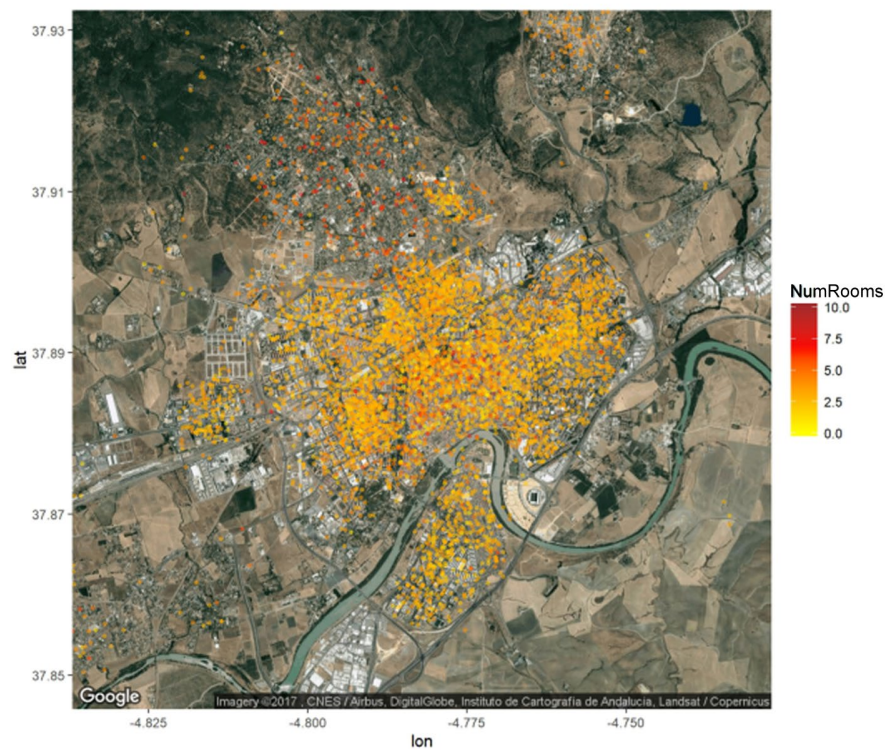 37.93
37.91
37.89
37.87
37.85
lat
-4.825
-4.800
-4.775
-4.750
lon
NumRooms
10.0
7.5
5.0
2.5
0.0
Google
Imagery ©2017 , CNES / Airbus, DigitalGlobe, Instituto de Cartografía de Andalucía, Landsat / Copernicus